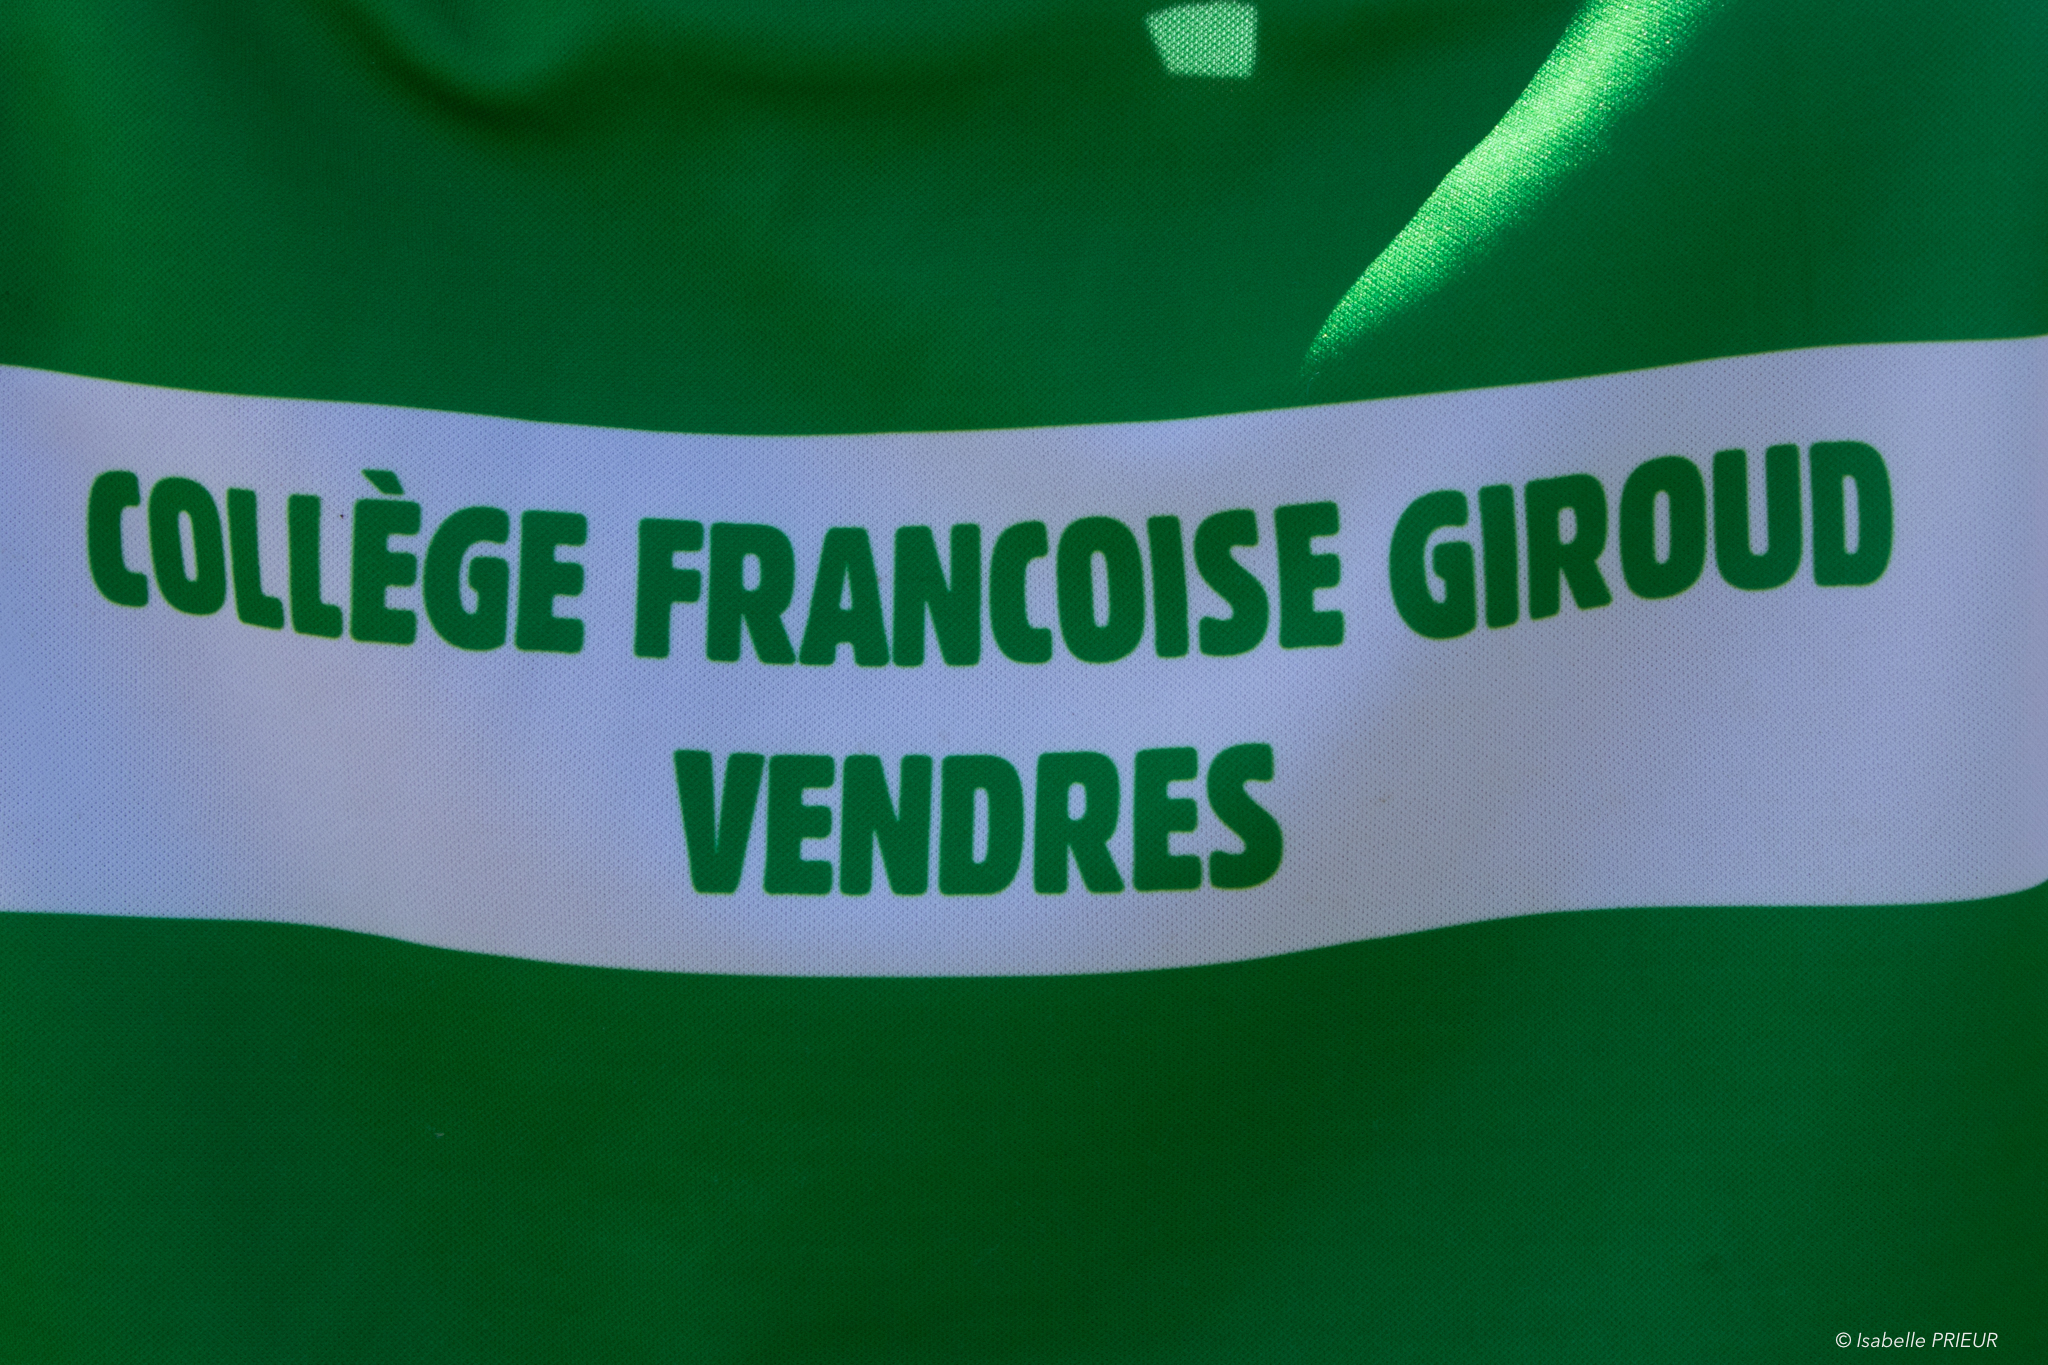 COLLÈGE FRANCOISE GIROUD
VENDRES
© Isabelle PRIEUR